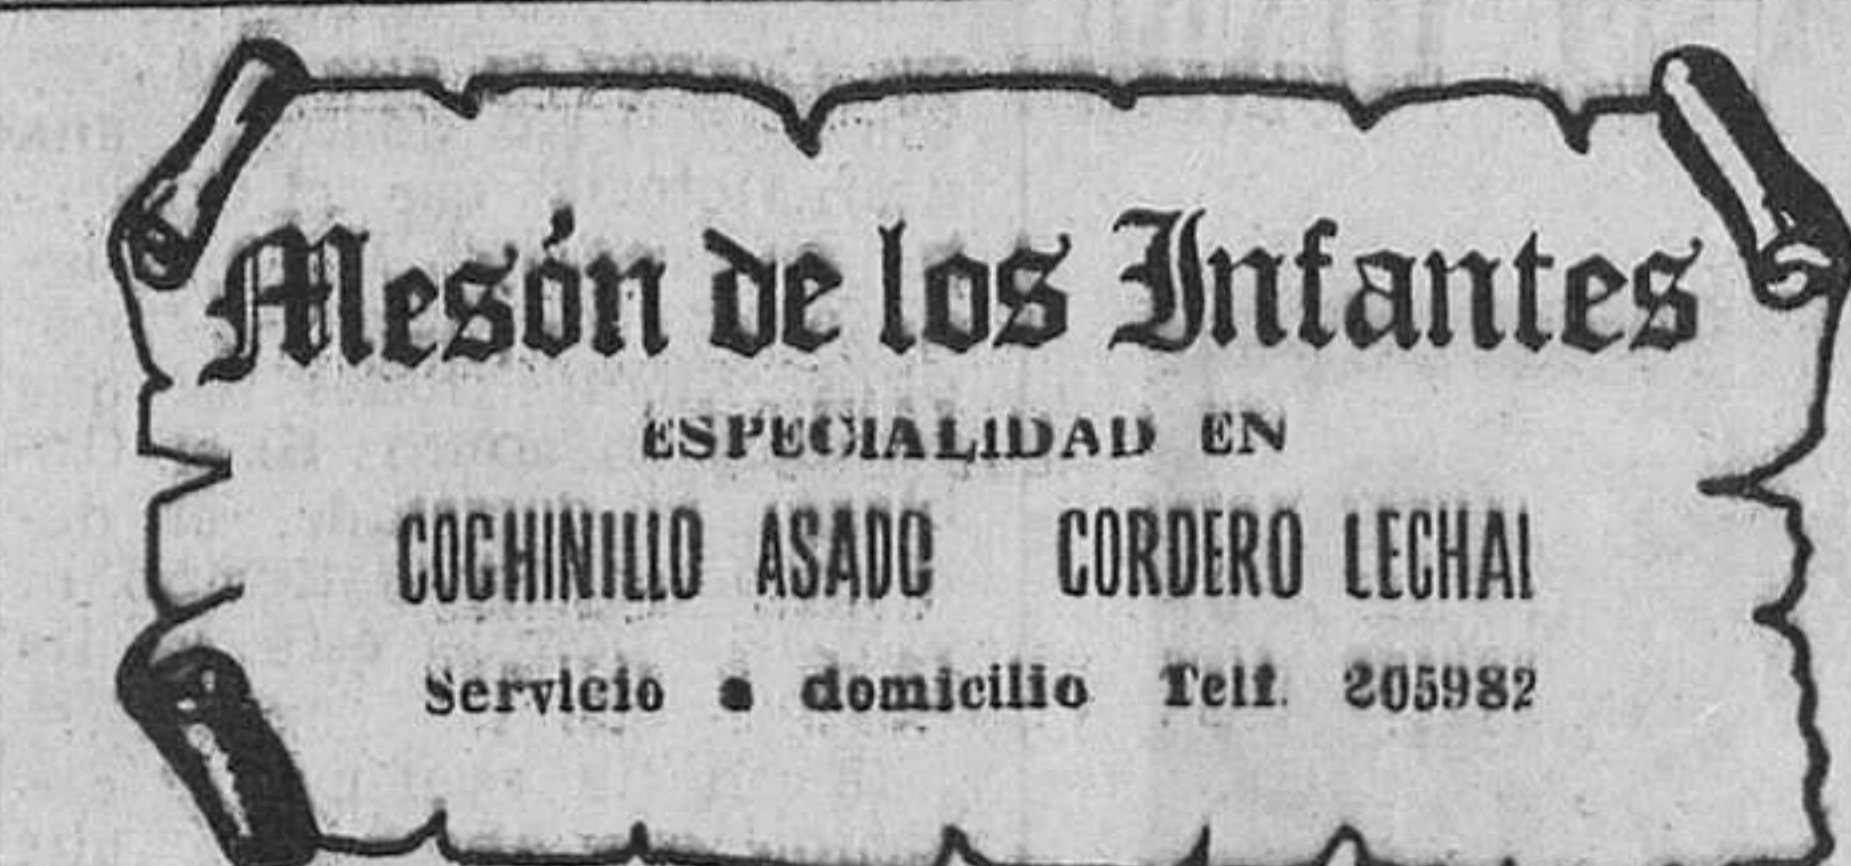 Mesón de los Infantes
ESPECIALIDAD EN
COCHINILLO ASADO CORDERO LECHAL
Servicio a domicilio Telf. 205982